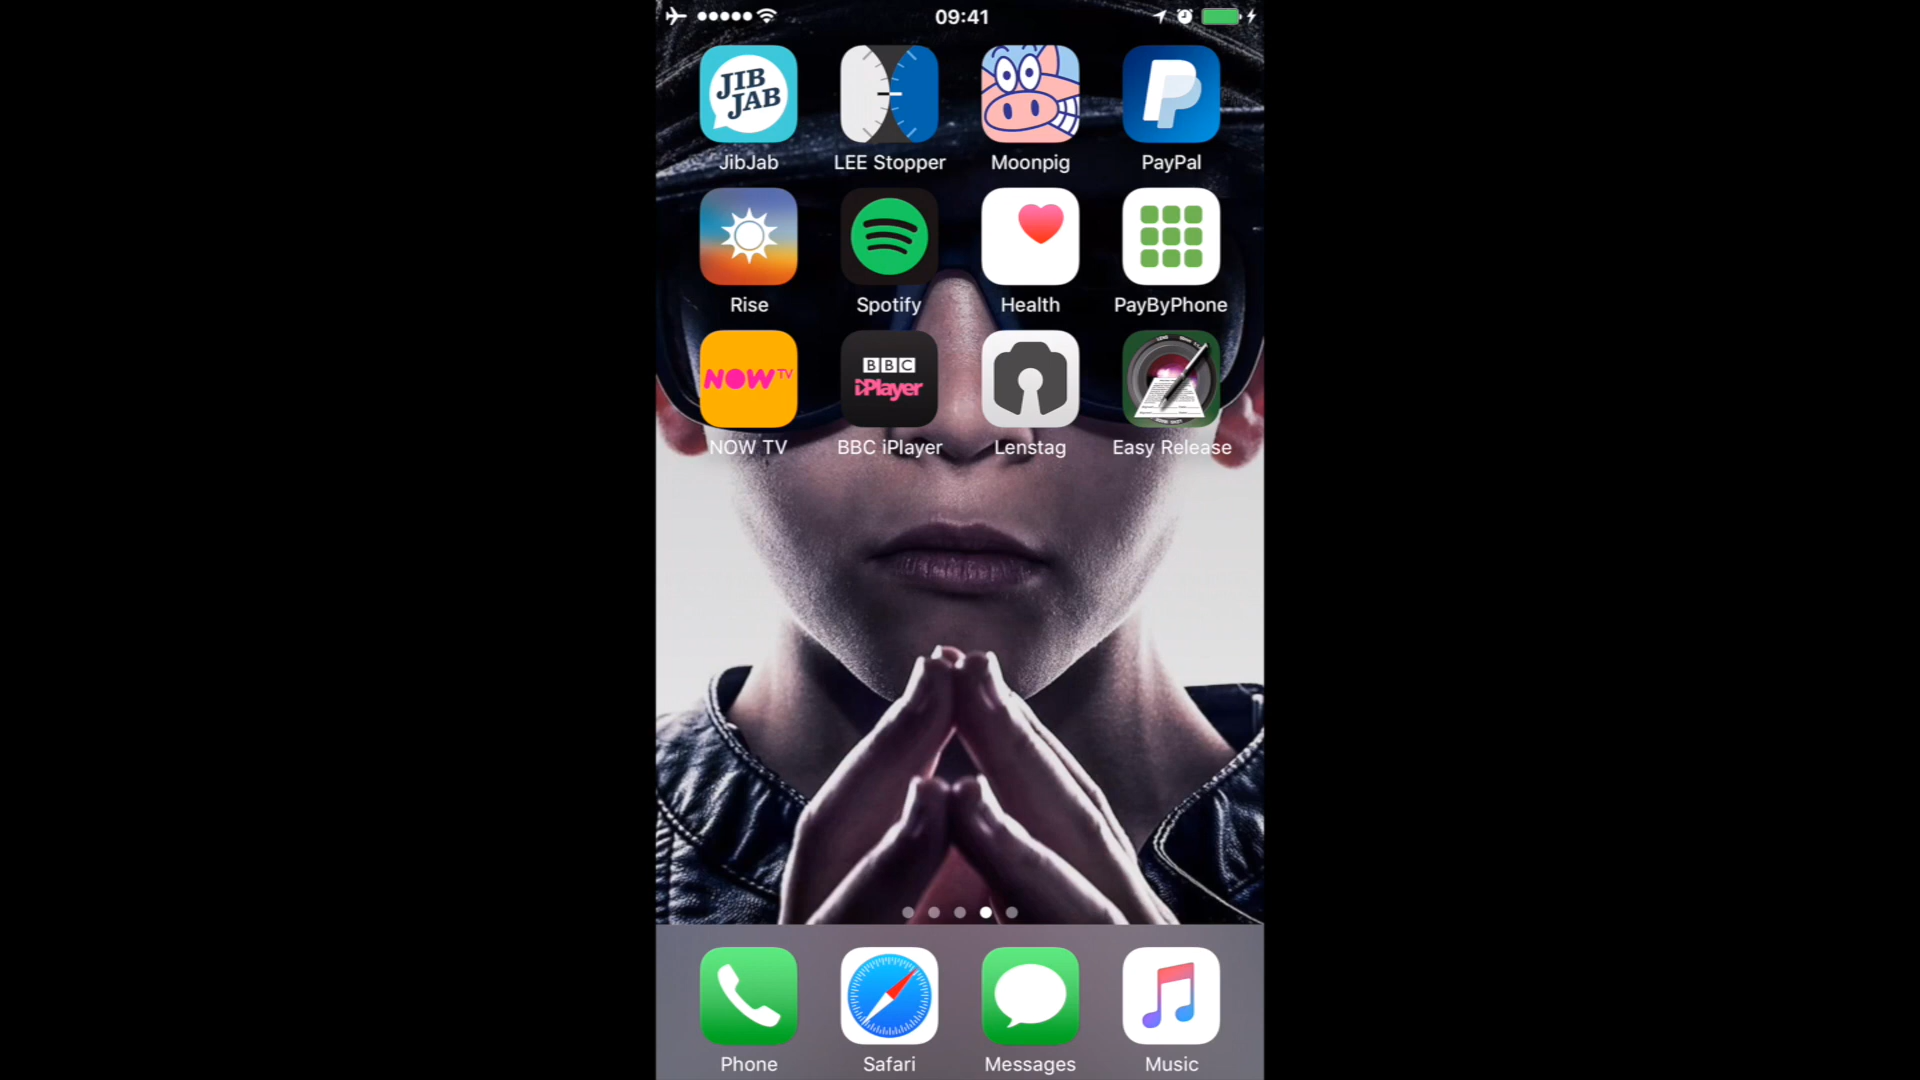 09:41
JIB
JAB
JibJab
LEE Stopper
Moonpig
PayPal
Rise
Spotify
Health
PayByPhone
NOW TV
BBC
iPlayer
NOW TV
BBC iPlayer
Lenstag
Easy Release
Phone
Safari
Messages
Music